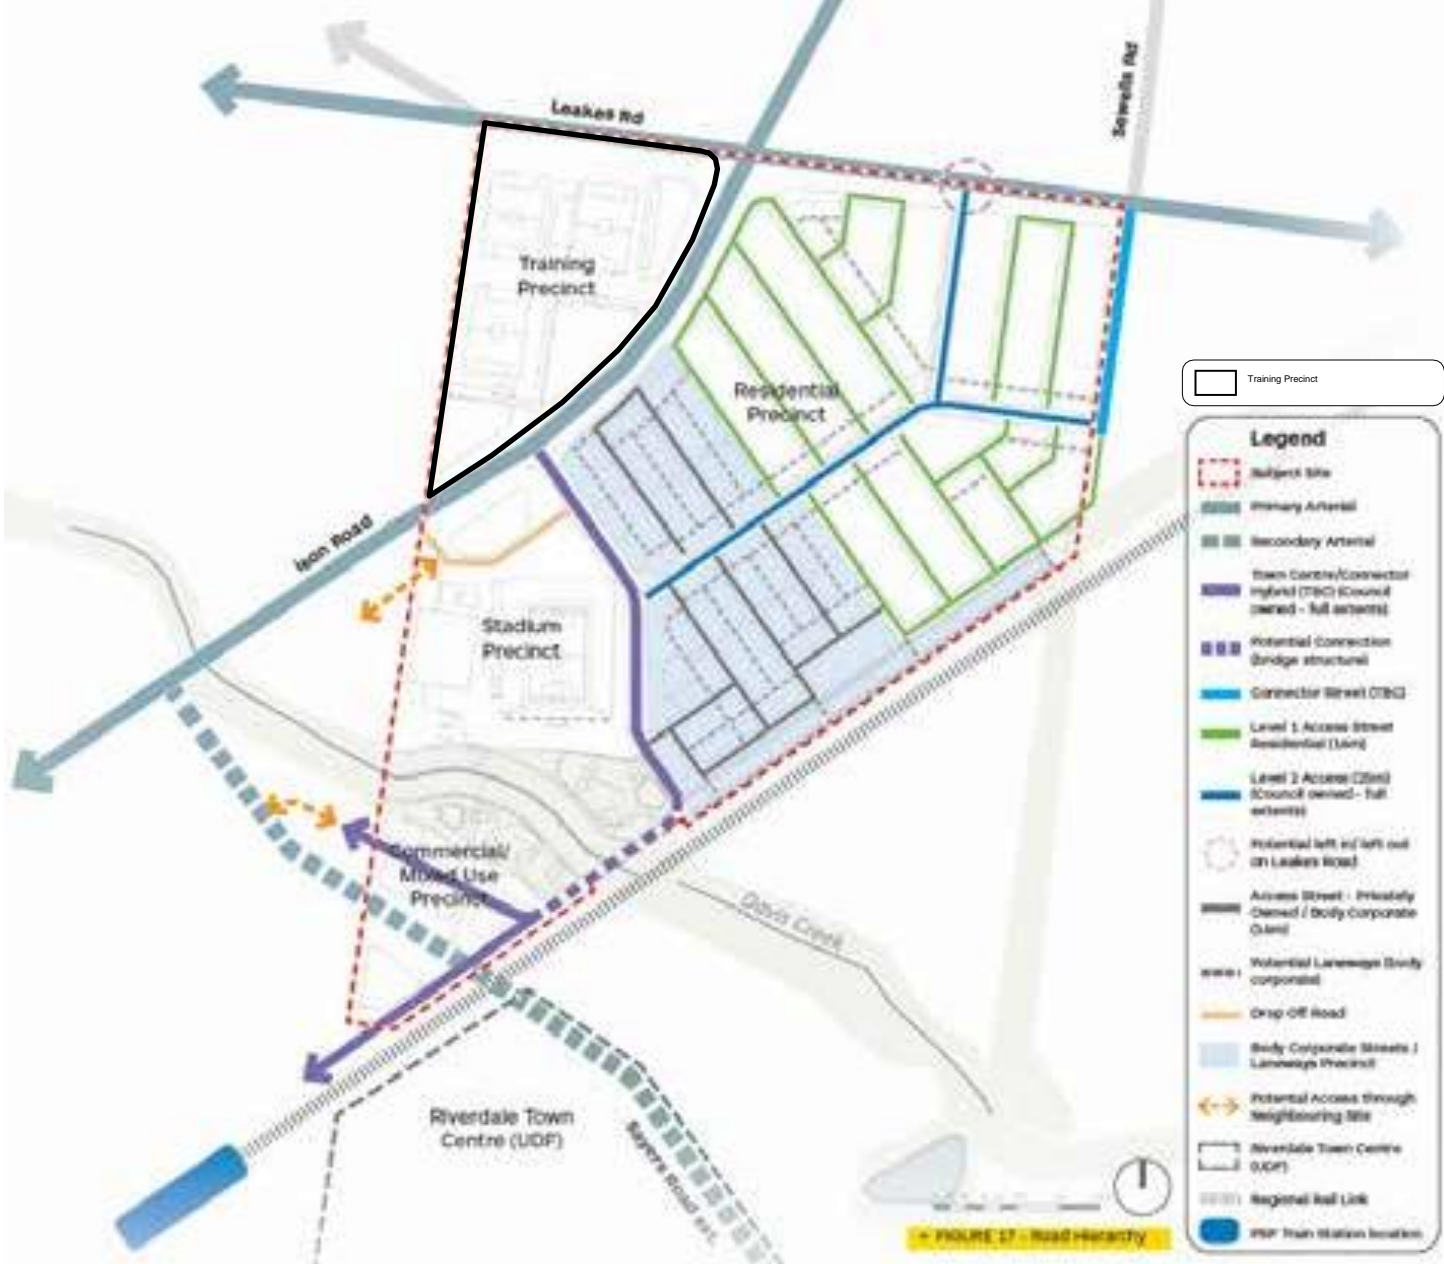 Leakes Rd
Sewells Rd
Training
Precinct
Residential
Precinct
Ison Road
Stadium
Precinct
Commercial/
Mixed Use
Precinct
Davis Creek
Riverdale Town
Centre (UDF)
Sayers Road ext.
+ FIGURE 17 - Road Hierarchy
Training Precinct
Legend
Subject Site
Primary Arterial
Secondary Arterial
Town Centre/Connector
Hybrid (TBC) (Council
owned - full extents)
Potential Connection
(bridge structure)
Connector Street (TBC)
Level 1 Access Street
Residential (16m)
Level 2 Access (25m)
(Council owned - full
extents)
Potential left in/ left out
on Leakes Road
Access Street - Privately
Owned / Body Corporate
Potential Laneways (body
corporate)
Drop Off Road
Body Corporate Streets /
Laneways Precinct
Potential Access through
Neighbouring Site
Riverdale Town Centre
(UDF)
Regional Rail Link
PSP Train Station location